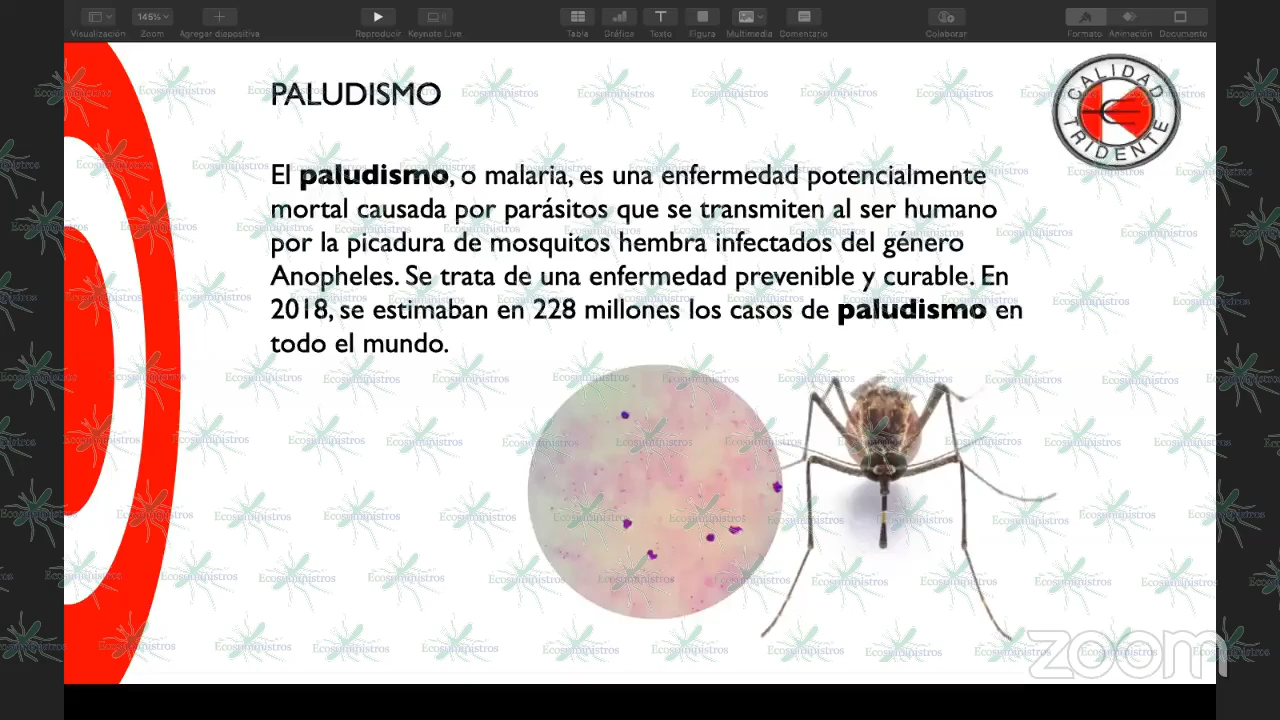 145%
Visualización
Zoom
Agregar diapositiva
Reproducir
Keynote Live
Tabla
Gráfica
Texto
Figura
Multimedia
Comentario
Colaborar
Formato
Animación
Documento
PALUDISMO
CALIDAD
TRIDENTE
El paludismo, o malaria, es una enfermedad potencialmente
mortal causada por parásitos que se transmiten al ser humano
por la picadura de mosquitos hembra infectados del género
Anopheles. Se trata de una enfermedad prevenible y curable. En
2018, se estimaban en 228 millones los casos de paludismo en
todo el mundo.
Ecosuministros
zoom